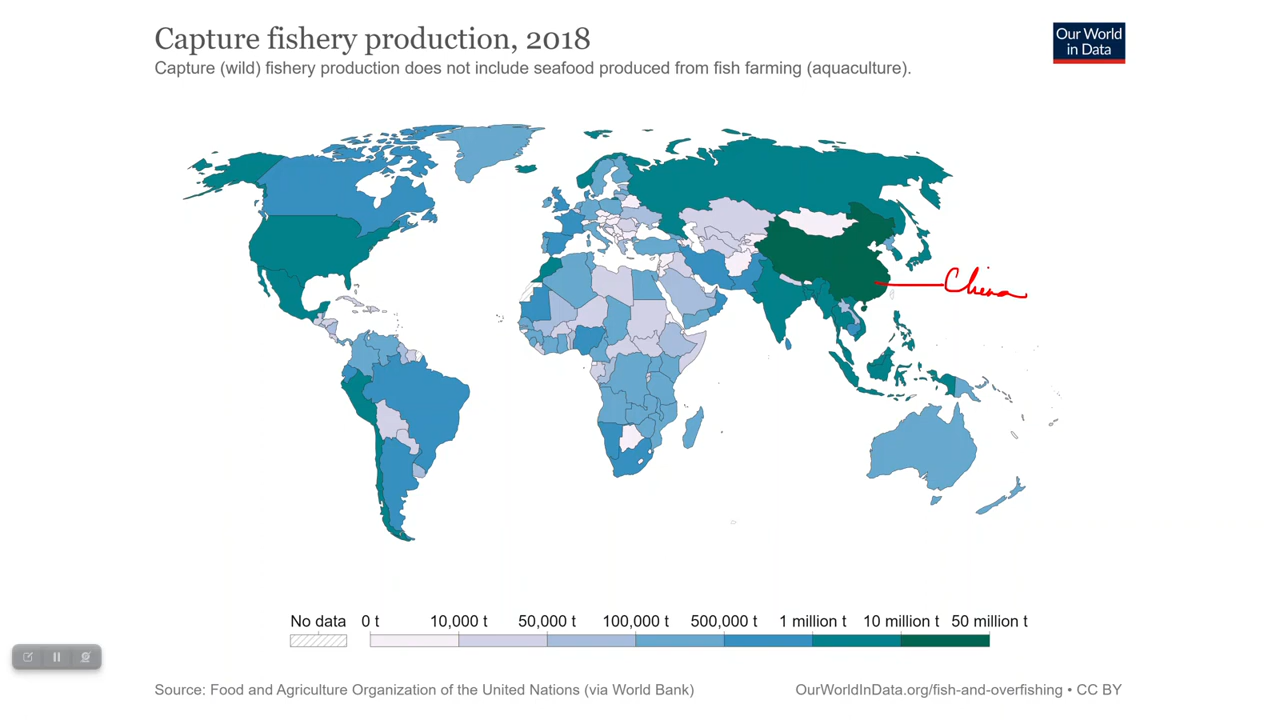 Capture fishery production, 2018
Our World
in Data
Capture (wild) fishery production does not include seafood produced from fish farming (aquaculture).
China
No data 0 t 10,000 t 50,000 t 100,000 t 500,000 t 1 million t 10 million t 50 million t
Source: Food and Agriculture Organization of the United Nations (via World Bank) OurWorldInData.org/fish-and-overfishing • CC BY